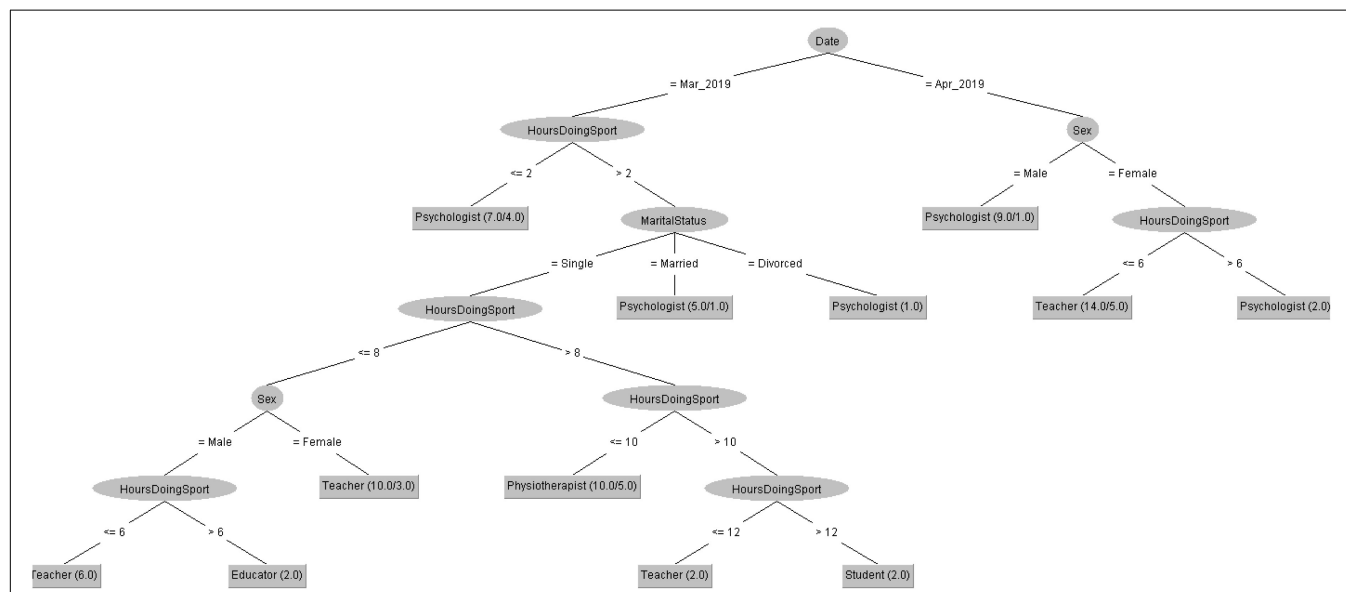 Date
= Mar_2019
= Apr_2019
HoursDoingSport
Sex
<= 2
> 2
= Male
= Female
Psychologist (7.0/4.0)
MaritalStatus
Psychologist (9.0/1.0)
HoursDoingSport
= Single
= Married
= Divorced
<= 6
> 6
HoursDoingSport
Psychologist (5.0/1.0)
Psychologist (1.0)
Teacher (14.0/5.0)
Psychologist (2.0)
<= 8
> 8
Sex
HoursDoingSport
= Male
= Female
<= 10
> 10
HoursDoingSport
Teacher (10.0/3.0)
Physiotherapist (10.0/5.0)
HoursDoingSport
<= 6
> 6
<= 12
> 12
Teacher (6.0)
Educator (2.0)
Teacher (2.0)
Student (2.0)